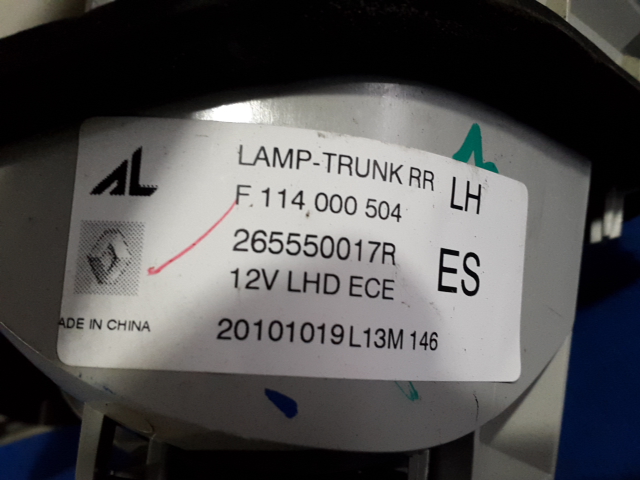 AL
LAMP-TRUNK RR LH
F.114 000 504
265550017R ES
12V LHD ECE
ADE IN CHINA
20101019 L13M 146